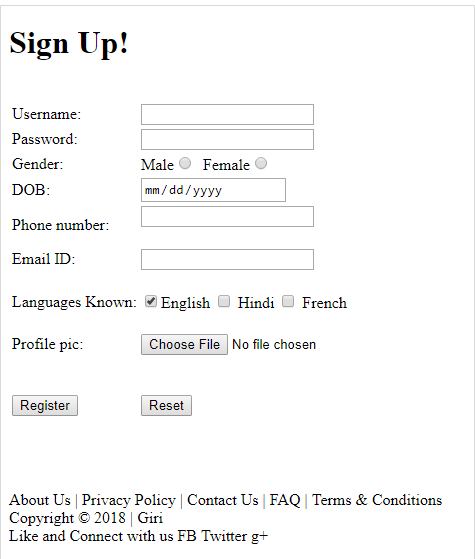 Sign Up!
Username:
Password:
Gender: Male Female
DOB: mm/dd/yyyy
Phone number:
Email ID:
Languages Known: English Hindi French
Profile pic: Choose File No file chosen
Register Reset
About Us | Privacy Policy | Contact Us | FAQ | Terms & Conditions
Copyright © 2018 | Giri
Like and Connect with us FB Twitter g+